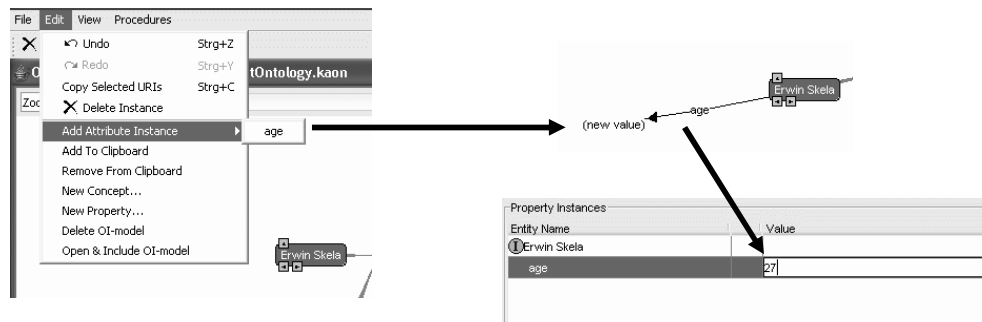 File Edit View Procedures
Undo Strg+Z
Redo Strg+Y
O tOntology.kaon
Copy Selected URIs Strg+C
Zoo
Delete Instance
Add Attribute Instance age
Add To Clipboard
Remove From Clipboard
New Concept...
New Property...
Delete OI-model
Open & Include OI-model
Erwin Skela
Erwin Skela
age
(new value)
Property Instances
Entity Name Value
I Erwin Skela
age 27